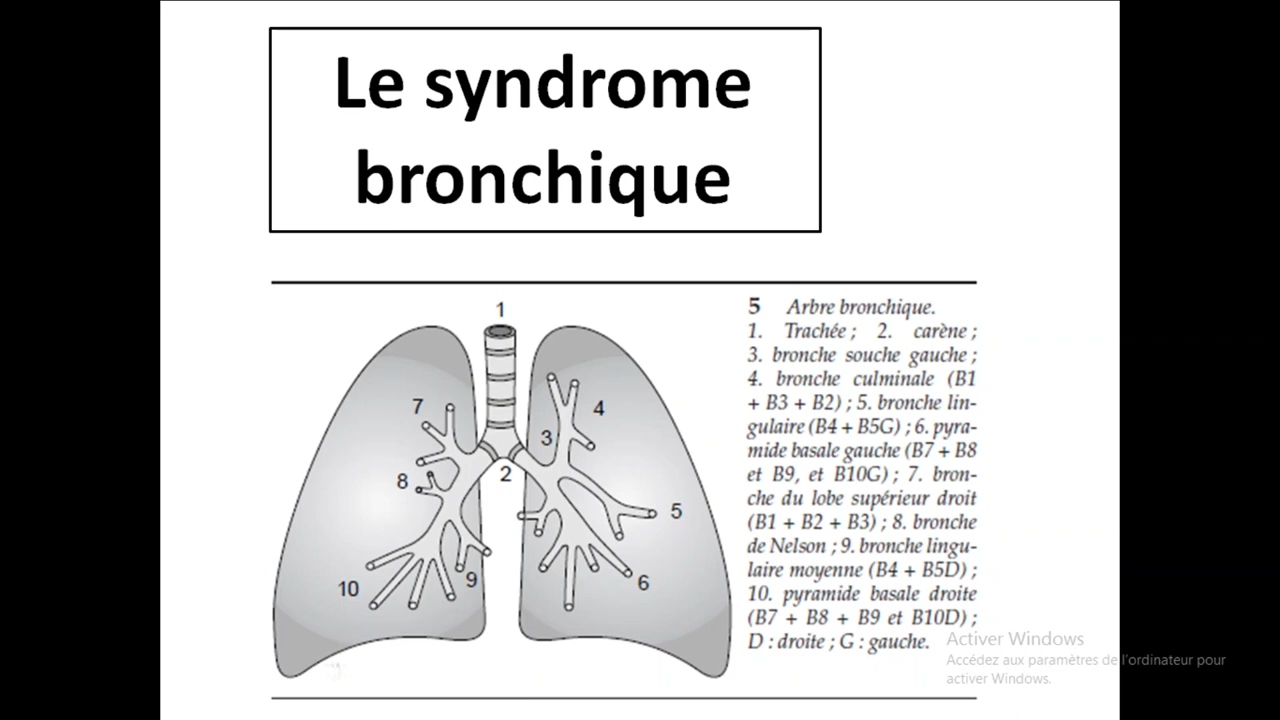 Le syndrome
bronchique
5 Arbre bronchique.
1. Trachée ; 2. carène ;
3. bronche souche gauche ;
4. bronche culminale (B1
+ B3 + B2) ; 5. bronche lin-
gulaire (B4 + B5G) ; 6. pyra-
mide basale gauche (B7 + B8
et B9, et B10G) ; 7. bron-
che du lobe supérieur droit
(B1 + B2 + B3) ; 8. bronche
de Nelson ; 9. bronche lingu-
laire moyenne (B4 + B5D) ;
10. pyramide basale droite
(B7 + B8 + B9 et B10D) ;
D : droite ; G : gauche.
1
7
4
3
8
2
5
10
9
6
Activer Windows
Accédez aux paramètres de l'ordinateur pour
activer Windows.